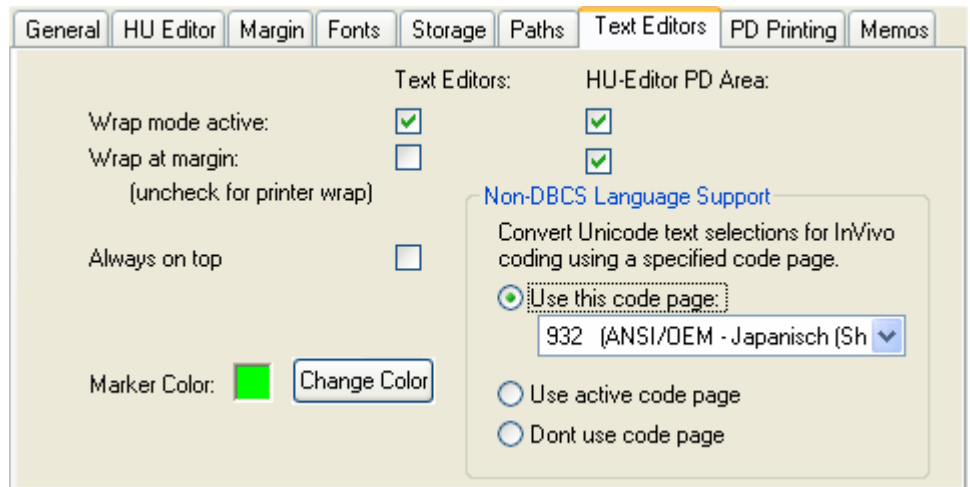 General HU Editor Margin Fonts Storage Paths Text Editors PD Printing Memos
Text Editors: HU-Editor PD Area:
Wrap mode active:
Wrap at margin:
(uncheck for printer wrap)
Non-DBCS Language Support
Convert Unicode text selections for InVivo
coding using a specified code page.
Always on top
Use this code page:
932 (ANSI/OEM - Japanisch (Sh
Marker Color: Change Color
Use active code page
Dont use code page